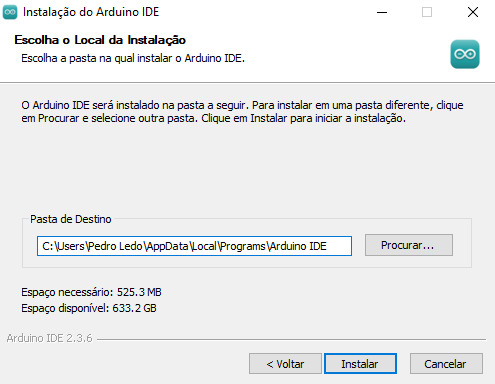 Instalação do Arduino IDE
Escolha o Local da Instalação
Escolha a pasta na qual instalar o Arduino IDE.
O Arduino IDE será instalado na pasta a seguir. Para instalar em uma pasta diferente, clique
em Procurar e selecione outra pasta. Clique em Instalar para iniciar a instalação.
Pasta de Destino
C:\Users\Pedro Ledo\AppData\Local\Programs\Arduino IDE
Procurar...
Espaço necessário: 525.3 MB
Espaço disponível: 633.2 GB
Arduino IDE 2.3.6
< Voltar
Instalar
Cancelar